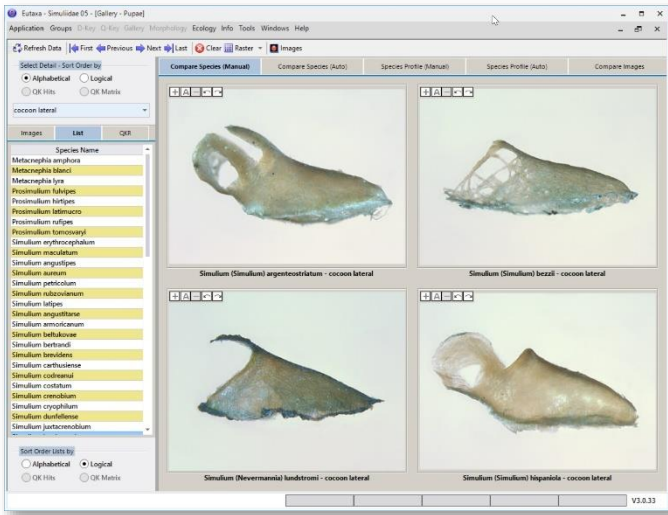 Eutaxa - Simuliidae 05 - [Gallery - Pupae]
Application Groups D-Key Q-Key Gallery Morphology Ecology Info Tools Windows Help
Refresh Data First Previous Next Last Clear Raster Images
Select Detail - Sort Order by
Alphabetical Logical
QK Hits QK Matrix
cocoon lateral
Images List QKR
Species Name
Metacnephia amphora
Metacnephia blanci
Metacnephia lyra
Prosimulium fulvipes
Prosimulium hirtipes
Prosimulium latimucro
Prosimulium rufipes
Prosimulium tomosvaryi
Simulium erythrocephalum
Simulium maculatum
Simulium angustipes
Simulium aureum
Simulium petricolum
Simulium rubzovianum
Simulium latipes
Simulium angustitarse
Simulium armoricanum
Simulium beltukovae
Simulium bertrandi
Simulium brevidens
Simulium carthusiense
Simulium codreanui
Simulium costatum
Simulium crenobium
Simulium cryophilum
Simulium dunfellense
Simulium juxtacrenobium
Sort Order Lists by
Alphabetical Logical
QK Hits QK Matrix
Compare Species (Manual) Compare Species (Auto) Species Profile (Manual) Species Profile (Auto) Compare Images
Simulium (Simulium) argenteostriatum - cocoon lateral
Simulium (Simulium) bezzii - cocoon lateral
Simulium (Nevermannia) lundstromi - cocoon lateral
Simulium (Simulium) hispaniola - cocoon lateral
V3.0.33